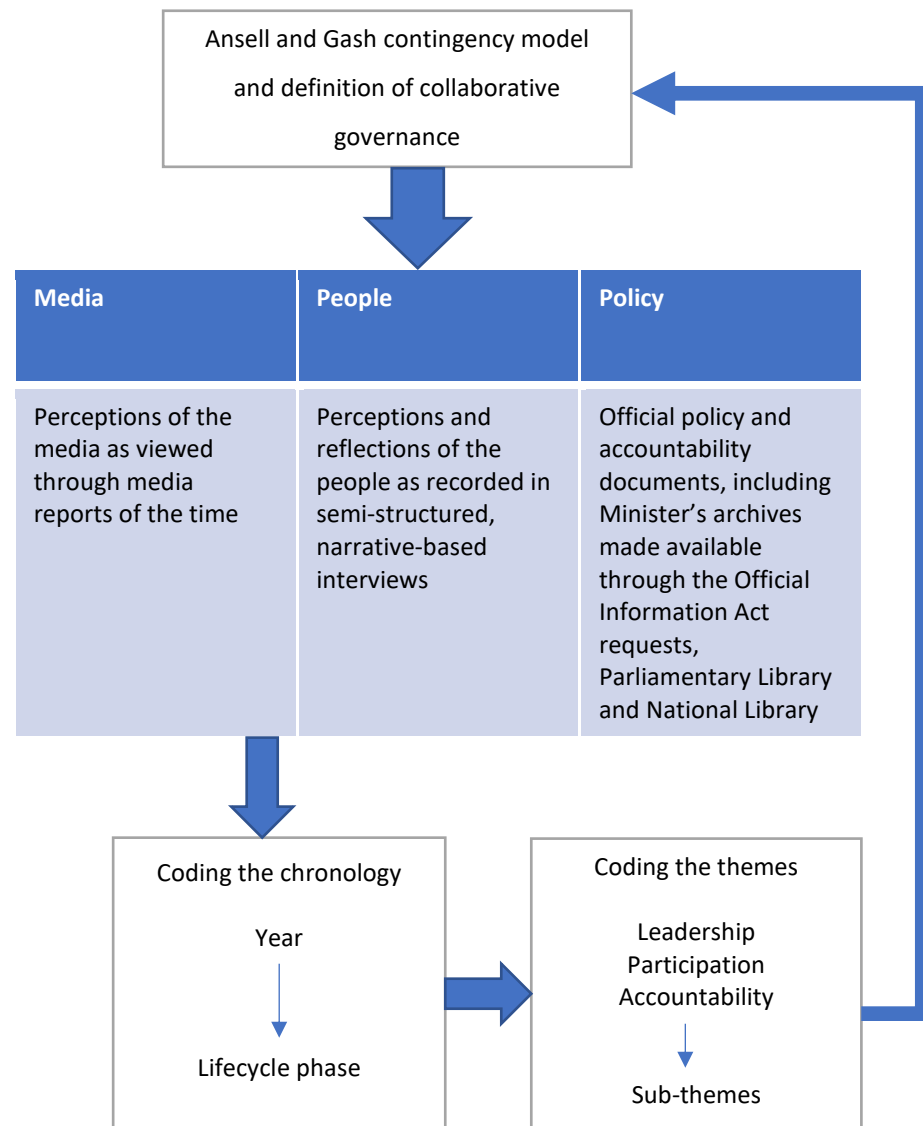 Ansell and Gash contingency model
and definition of collaborative
governance
Media
People
Policy
Perceptions of the
media as viewed
through media
reports of the time
Perceptions and
reflections of the
people as recorded in
semi-structured,
narrative-based
interviews
Official policy and
accountability
documents, including
Minister’s archives
made available
through the Official
Information Act
requests,
Parliamentary Library
and National Library
Coding the chronology
Year
Lifecycle phase
Coding the themes
Leadership
Participation
Accountability
Sub-themes